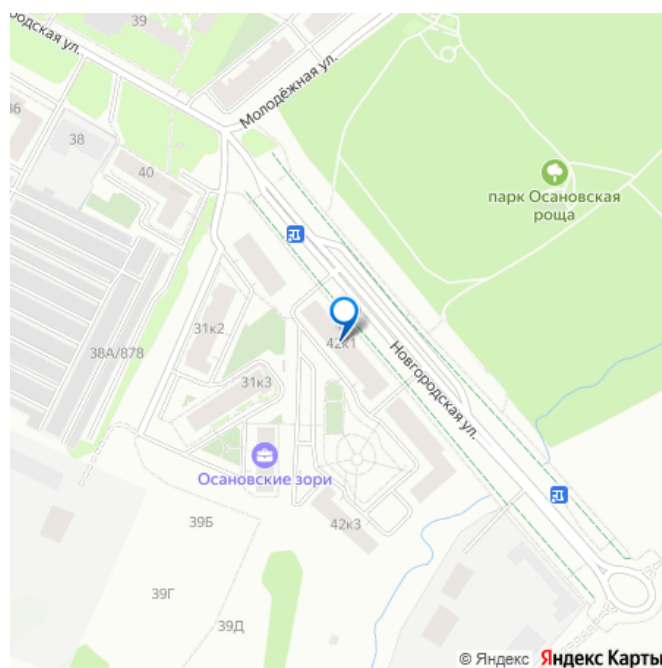 39
родская ул.
Молодёжная ул.
36
38
40
парк Осановская
роща
31к2
42к1
38А/878
Новгородская ул.
31к3
Осановские зори
39Б
42к3
39Г
39Д
© Яндекс Яндекс Карты